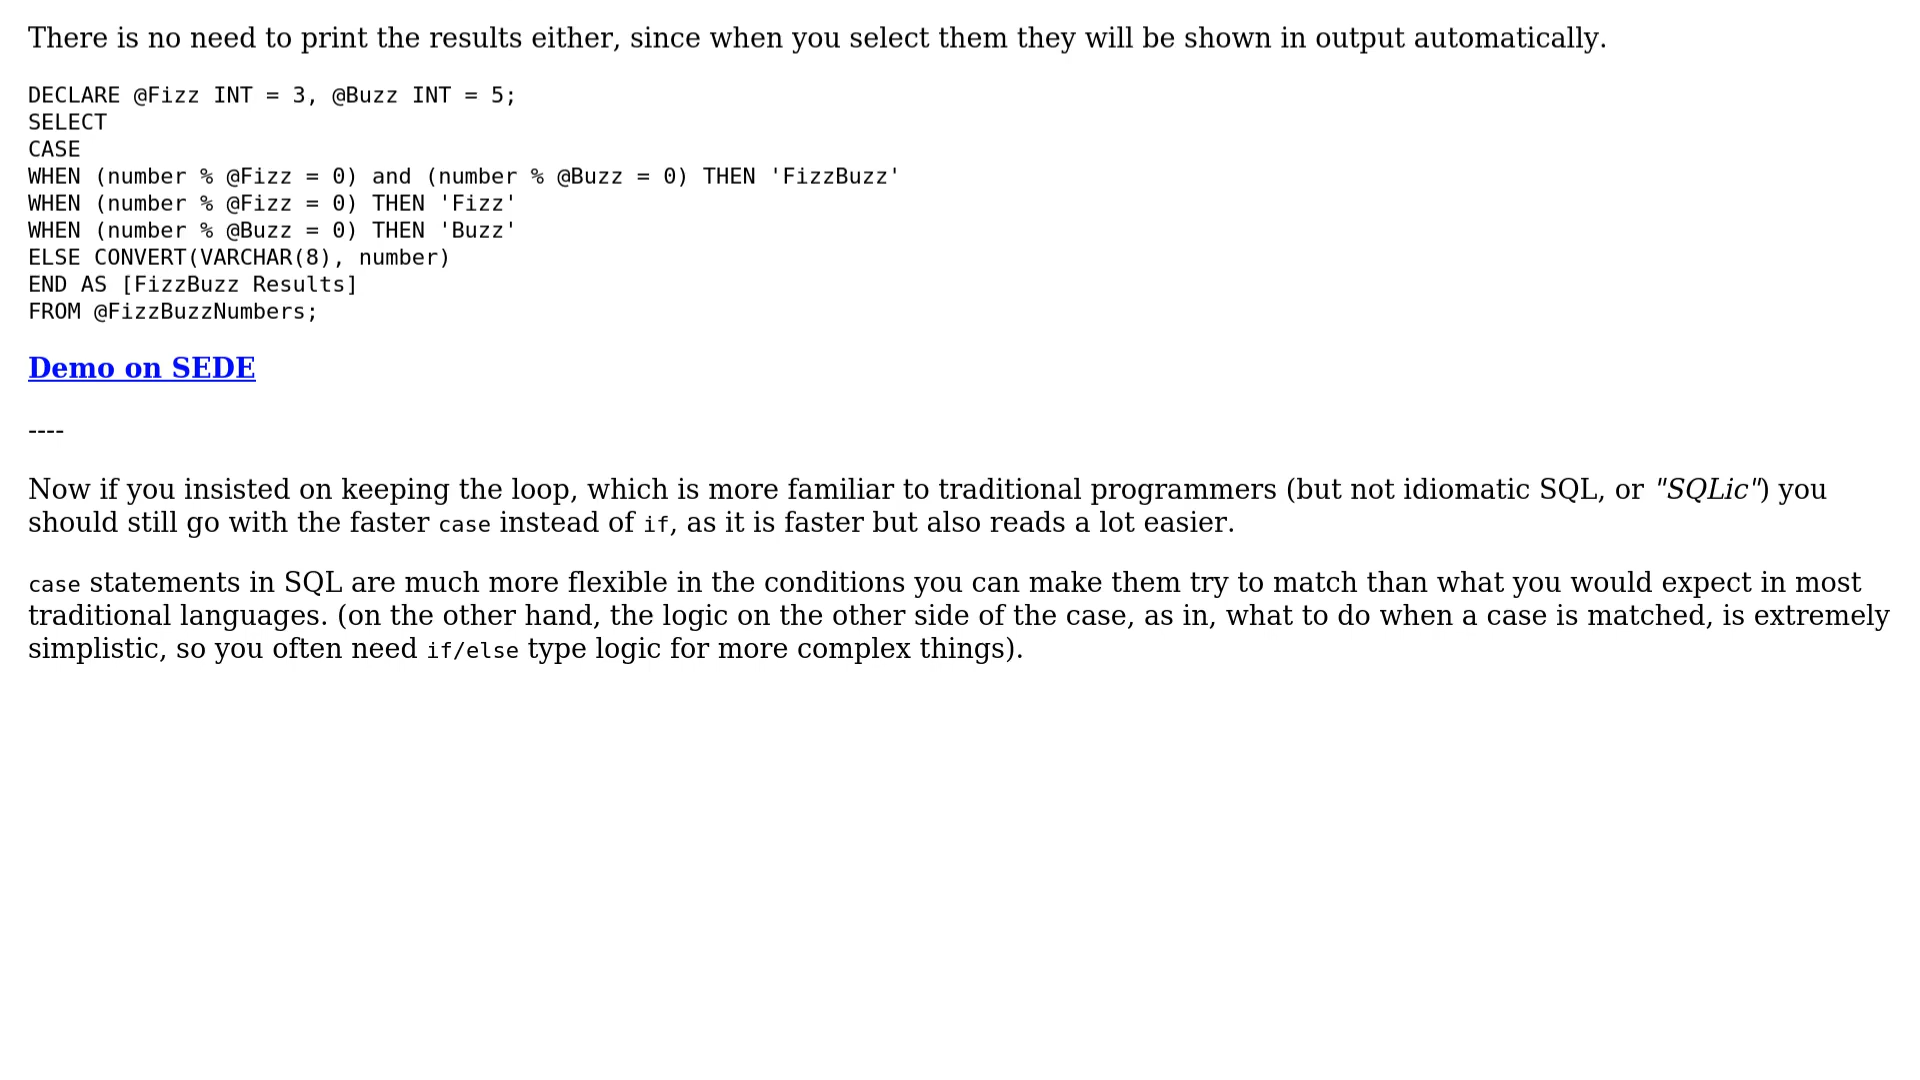 There is no need to print the results either, since when you select them they will be shown in output automatically.
DECLARE @Fizz INT = 3, @Buzz INT = 5;
SELECT
CASE
WHEN (number % @Fizz = 0) and (number % @Buzz = 0) THEN 'FizzBuzz'
WHEN (number % @Fizz = 0) THEN 'Fizz'
WHEN (number % @Buzz = 0) THEN 'Buzz'
ELSE CONVERT(VARCHAR(8), number)
END AS [FizzBuzz Results]
FROM @FizzBuzzNumbers;
Demo on SEDE
----
Now if you insisted on keeping the loop, which is more familiar to traditional programmers (but not idiomatic SQL, or "SQLic") you
should still go with the faster case instead of if, as it is faster but also reads a lot easier.
case statements in SQL are much more flexible in the conditions you can make them try to match than what you would expect in most
traditional languages. (on the other hand, the logic on the other side of the case, as in, what to do when a case is matched, is extremely
simplistic, so you often need if/else type logic for more complex things).